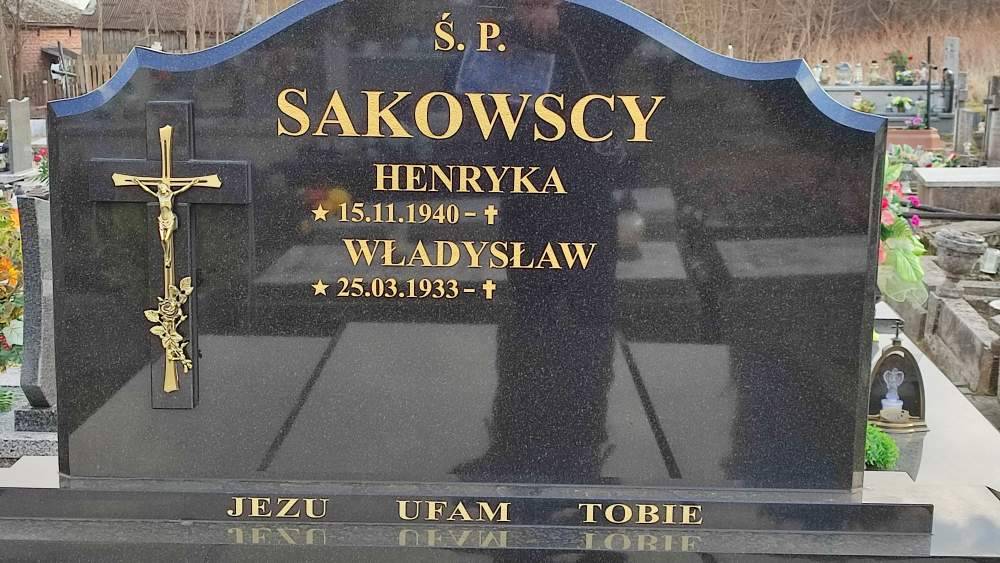 Ś. P.
SAKOWSCY
HENRYKA
★ 15.11.1940 – ✝
WŁADYSŁAW
★ 25.03.1933 – ✝
JEZU UFAM TOBIE